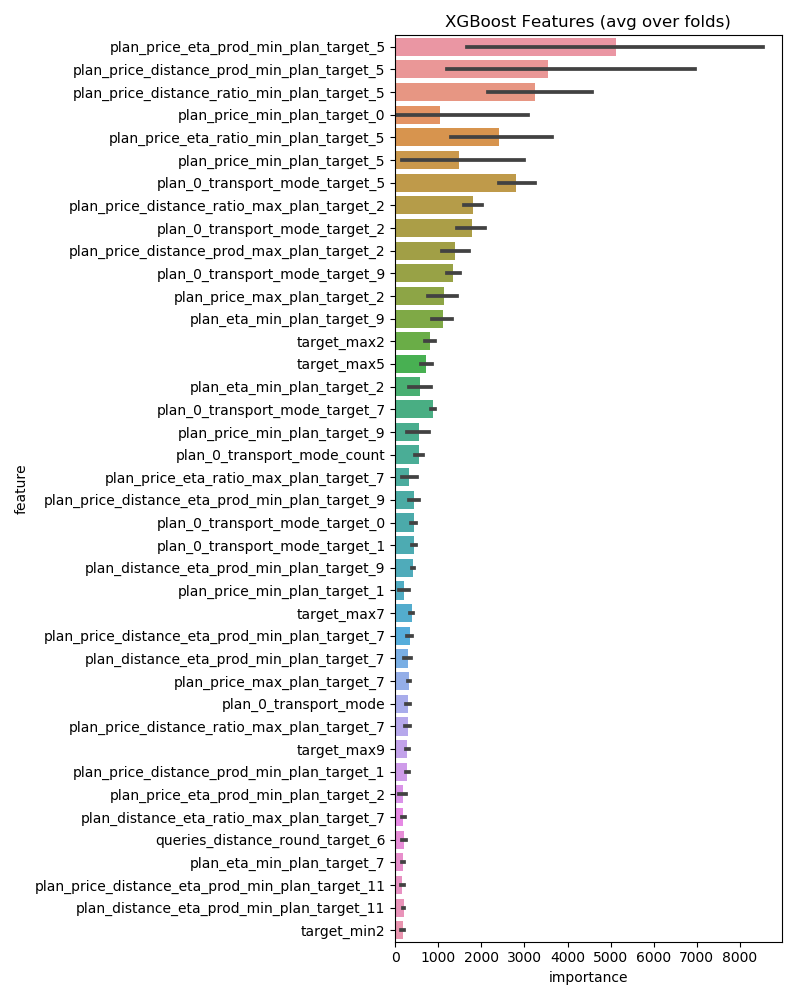 XGBoost Features (avg over folds)
plan_price_eta_prod_min_plan_target_5
plan_price_distance_prod_min_plan_target_5
plan_price_distance_ratio_min_plan_target_5
plan_price_min_plan_target_0
plan_price_eta_ratio_min_plan_target_5
plan_price_min_plan_target_5
plan_0_transport_mode_target_5
plan_price_distance_ratio_max_plan_target_2
plan_0_transport_mode_target_2
plan_price_distance_prod_max_plan_target_2
plan_0_transport_mode_target_9
plan_price_max_plan_target_2
plan_eta_min_plan_target_9
target_max2
target_max5
plan_eta_min_plan_target_2
plan_0_transport_mode_target_7
plan_price_min_plan_target_9
plan_0_transport_mode_count
plan_price_eta_ratio_max_plan_target_7
plan_price_distance_eta_prod_min_plan_target_9
plan_0_transport_mode_target_0
plan_0_transport_mode_target_1
plan_distance_eta_prod_min_plan_target_9
plan_price_min_plan_target_1
target_max7
plan_price_distance_eta_prod_min_plan_target_7
plan_distance_eta_prod_min_plan_target_7
plan_price_max_plan_target_7
plan_0_transport_mode
plan_price_distance_ratio_max_plan_target_7
target_max9
plan_price_distance_prod_min_plan_target_1
plan_price_eta_prod_min_plan_target_2
plan_distance_eta_ratio_max_plan_target_7
queries_distance_round_target_6
plan_eta_min_plan_target_7
plan_price_distance_eta_prod_min_plan_target_11
plan_distance_eta_prod_min_plan_target_11
target_min2
feature
0 1000 2000 3000 4000 5000 6000 7000 8000
importance